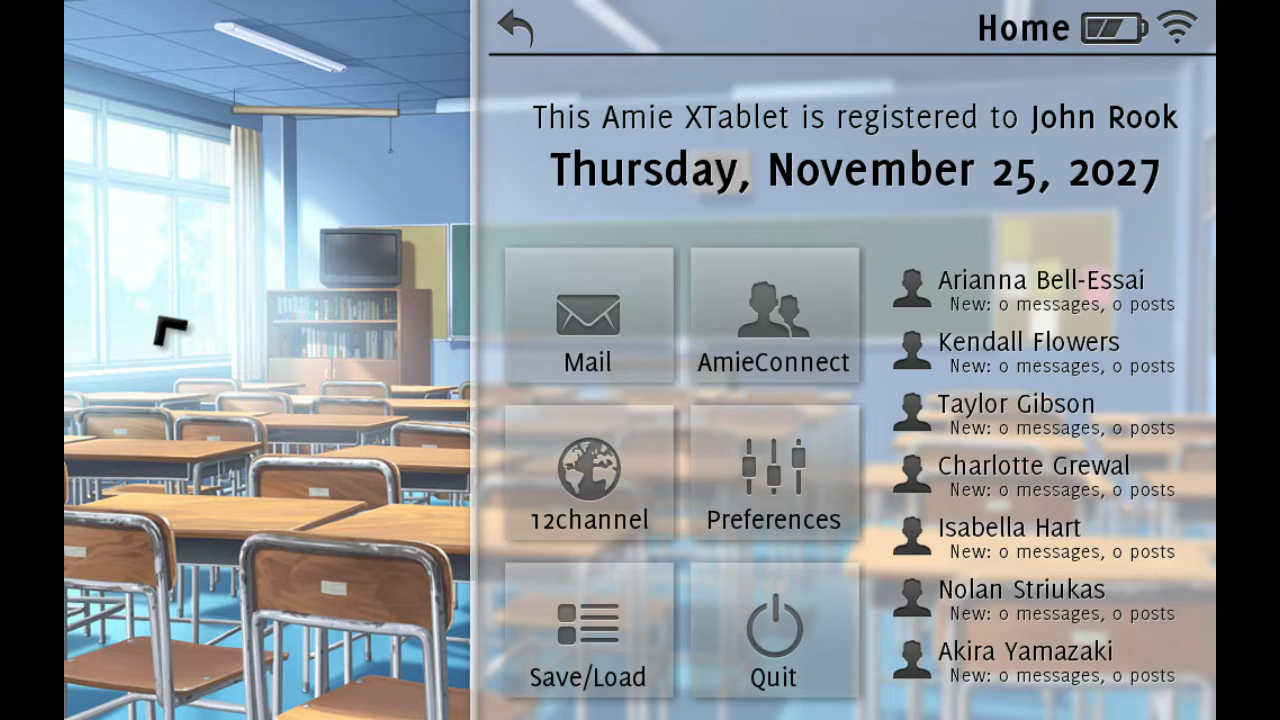 Home
This Amie XTablet is registered to John Rook
Thursday, November 25, 2027
Mail
AmieConnect
12channel
Preferences
Save/Load
Quit
Arianna Bell-Essai
New: 0 messages, 0 posts
Kendall Flowers
New: 0 messages, 0 posts
Taylor Gibson
New: 0 messages, 0 posts
Charlotte Grewal
New: 0 messages, 0 posts
Isabella Hart
New: 0 messages, 0 posts
Nolan Striukas
New: 0 messages, 0 posts
Akira Yamazaki
New: 0 messages, 0 posts